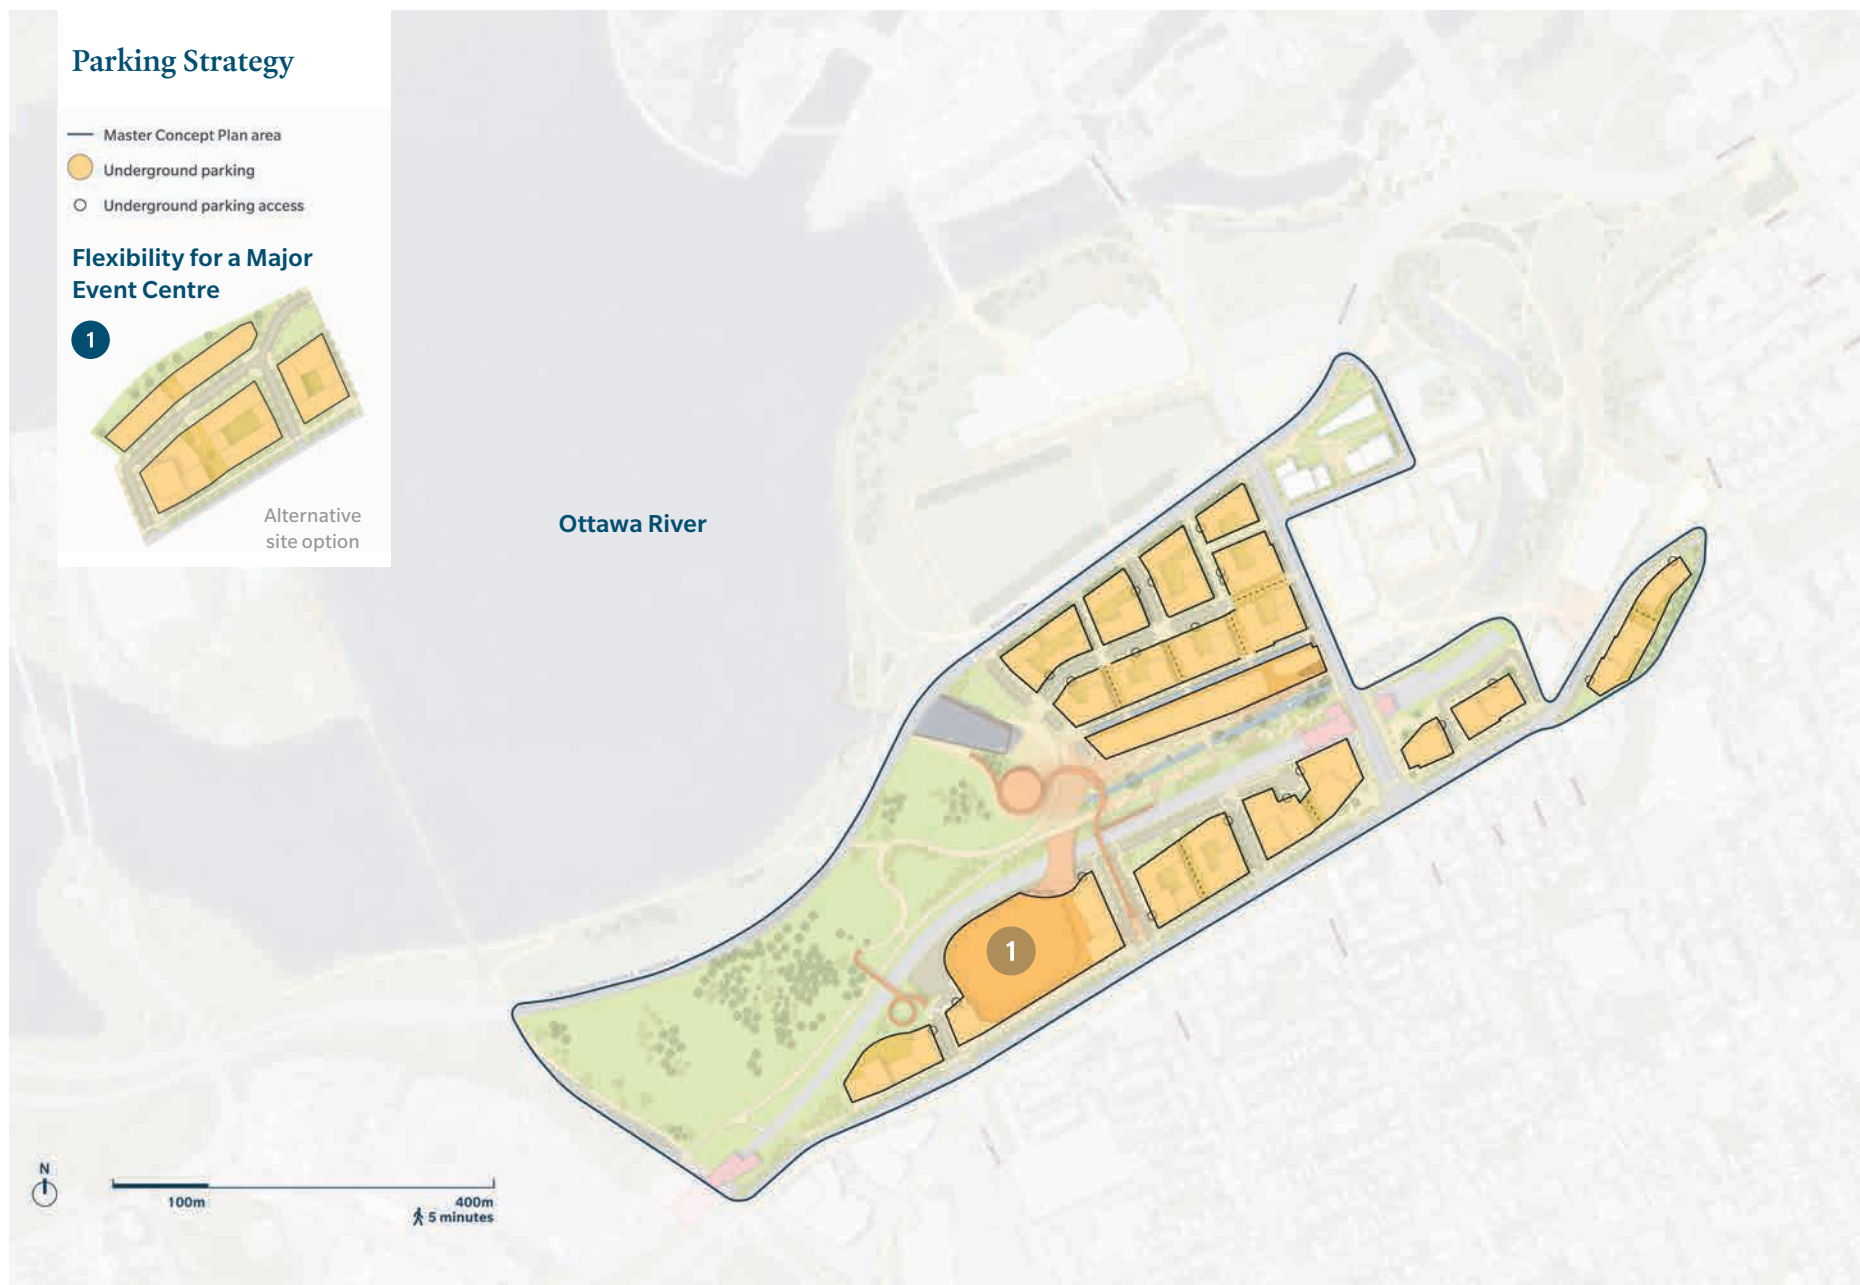 Parking Strategy
Master Concept Plan area
Underground parking
Underground parking access
Flexibility for a Major
Event Centre
1
Alternative
site option
Ottawa River
1
N
100m
400m
5 minutes